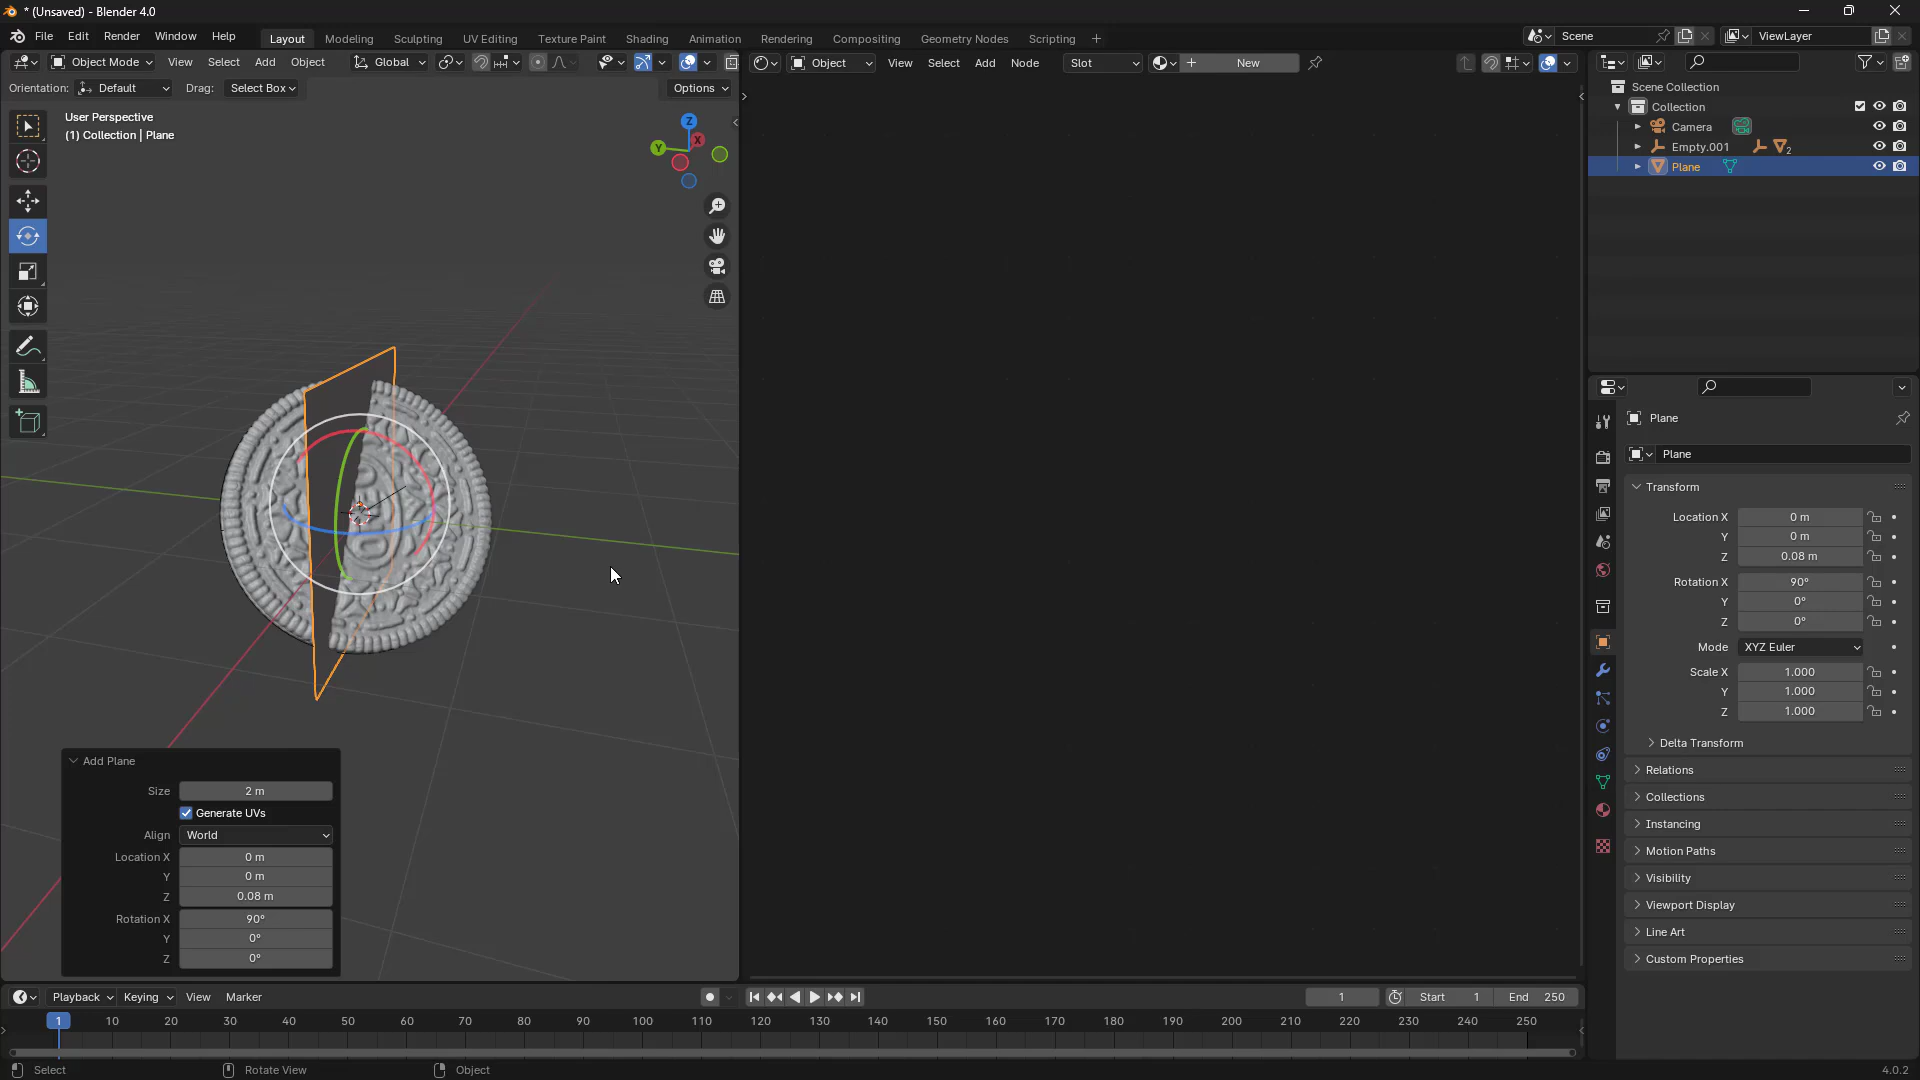 * (Unsaved) - Blender 4.0
File Edit Render Window Help
Layout Modeling Sculpting UV Editing Texture Paint Shading Animation Rendering Compositing Geometry Nodes Scripting +
Scene
ViewLayer
Object Mode View Select Add Object Global
Object View Select Add Node Slot New
Orientation: Default Drag: Select Box Options
User Perspective
(1) Collection | Plane
Z
X
Y
Scene Collection
Collection
Camera
Empty.001 2
Plane
Plane
Plane
Transform
Location X 0 m
Y 0 m
Z 0.08 m
Rotation X 90°
Y 0°
Z 0°
Mode XYZ Euler
Scale X 1.000
Y 1.000
Z 1.000
Delta Transform
Relations
Collections
Instancing
Motion Paths
Visibility
Viewport Display
Line Art
Custom Properties
Add Plane
Size 2 m
Generate UVs
Align World
Location X 0 m
Y 0 m
Z 0.08 m
Rotation X 90°
Y 0°
Z 0°
Playback Keying View Marker
1 Start 1 End 250
1 10 20 30 40 50 60 70 80 90 100 110 120 130 140 150 160 170 180 190 200 210 220 230 240 250
Select Rotate View Object
4.0.2